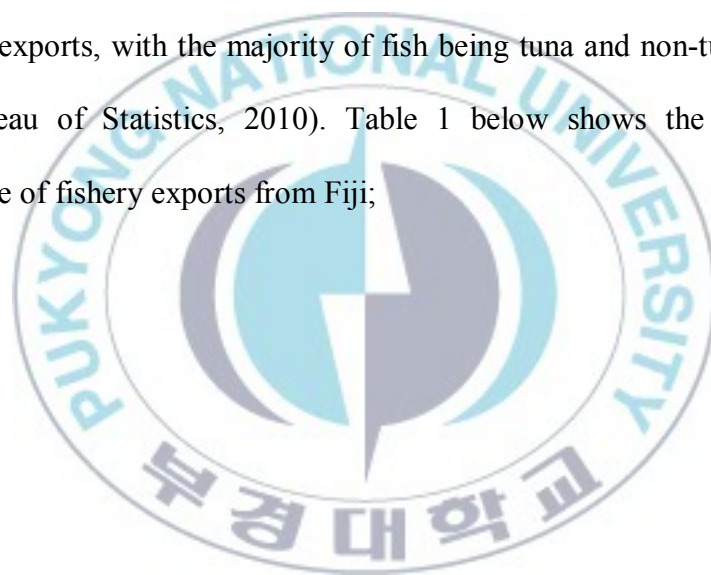 exports, with the majority of fish being tuna and non-tu
eau of Statistics, 2010). Table 1 below shows the
e of fishery exports from Fiji;
PUKYONG NATIONAL UNIVERSITY
부경대학교